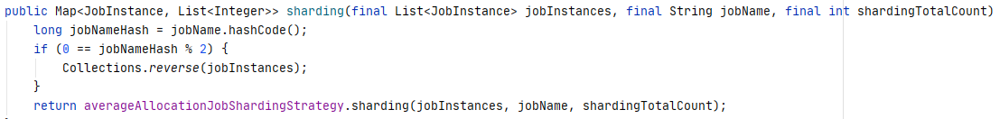 public Map<JobInstance, List<Integer>> sharding(final List<JobInstance> jobInstances, final String jobName, final int shardingTotalCount)
    long jobNameHash = jobName.hashCode();
    if (0 == jobNameHash % 2) {
        Collections.reverse(jobInstances);
    }
    return averageAllocationJobShardingStrategy.sharding(jobInstances, jobName, shardingTotalCount);